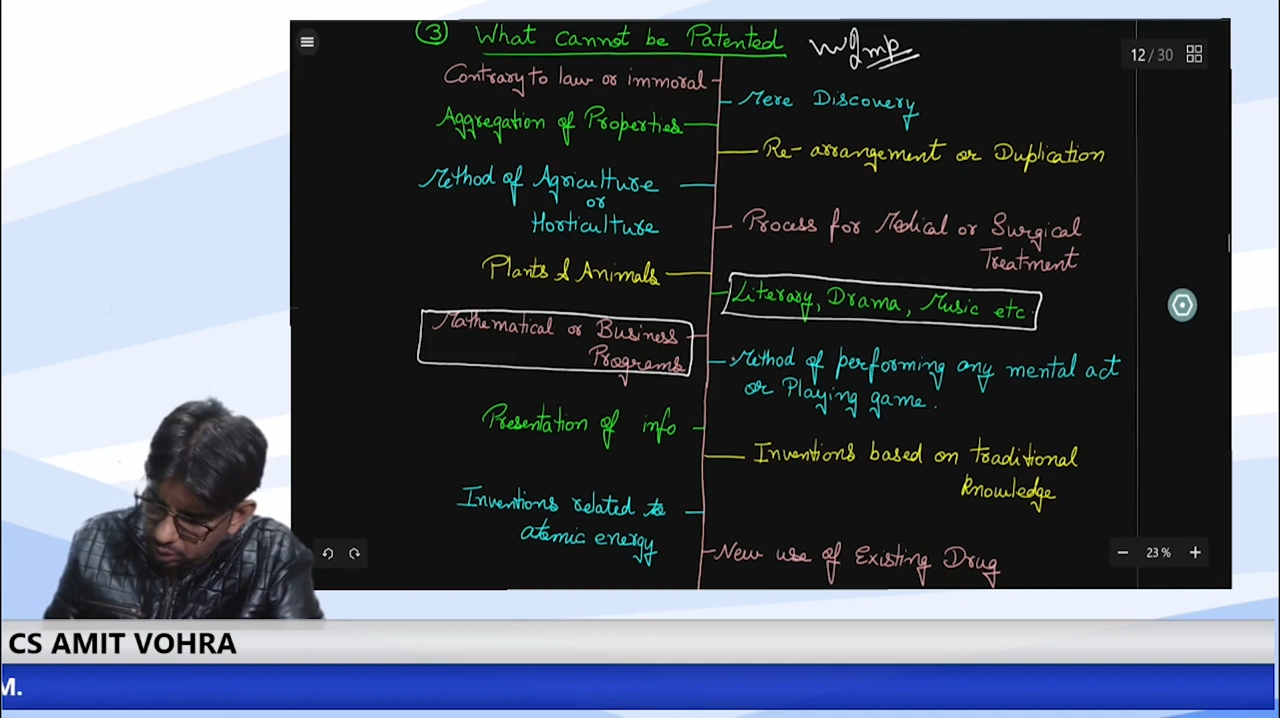 ③ What Cannot be Patented v.v imp
12 / 30
Contrary to law or immoral
Mere Discovery
Aggregation of Properties
Re-arrangement or Duplication
Method of Agriculture
or
Horticulture
Process for Medical or Surgical
Treatment
Plants & Animals
Literary, Drama, Music etc.
Mathematical or Business
Programs
Method of performing any mental act
or Playing game.
Presentation of info
Inventions based on traditional
knowledge
Inventions related to
atomic energy
New use of Existing Drug
23 %
CS AMIT VOHRA
M.